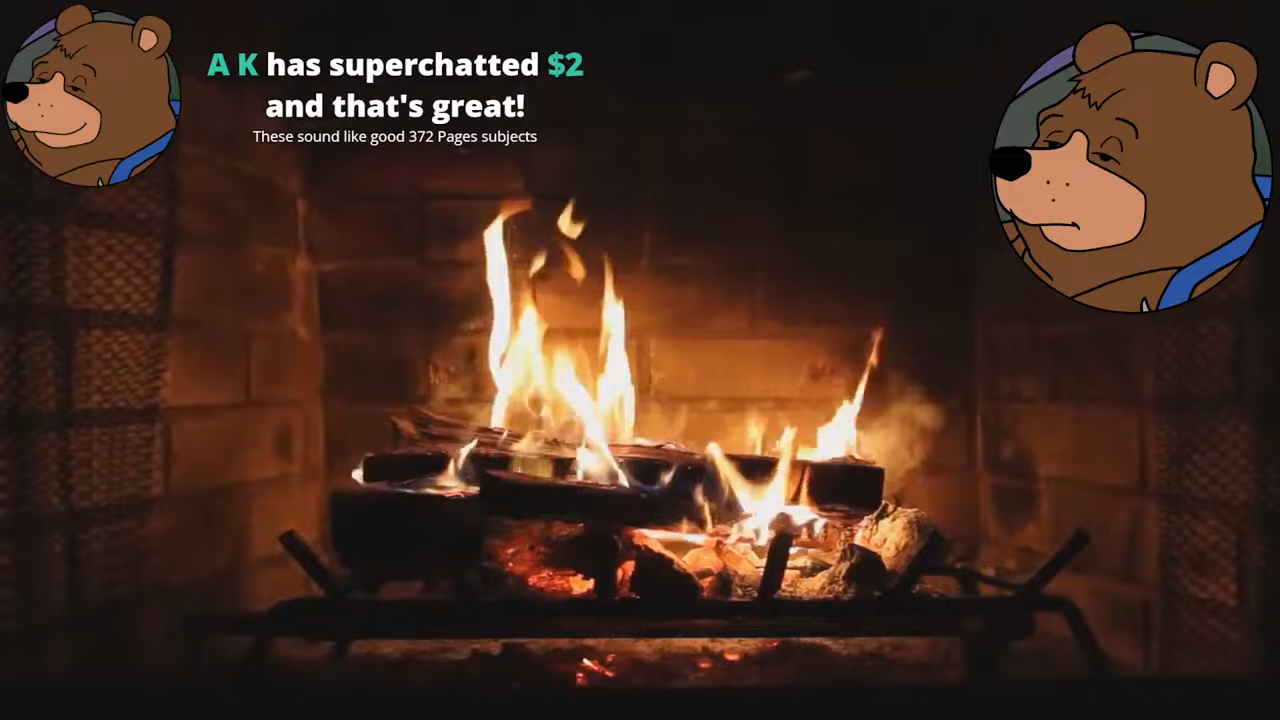 A K has superchatted $2
and that's great!
These sound like good 372 Pages subjects